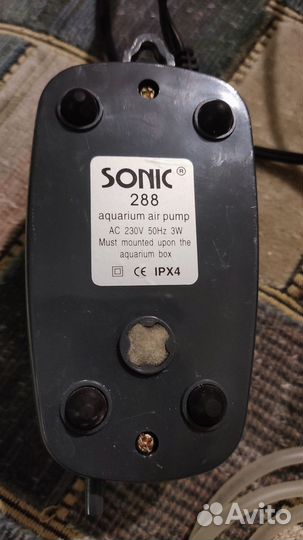 SONIC®
288
aquarium air pump
AC 230V 50Hz 3W
Must mounted upon the
aquarium box
CE IPX4
Avito